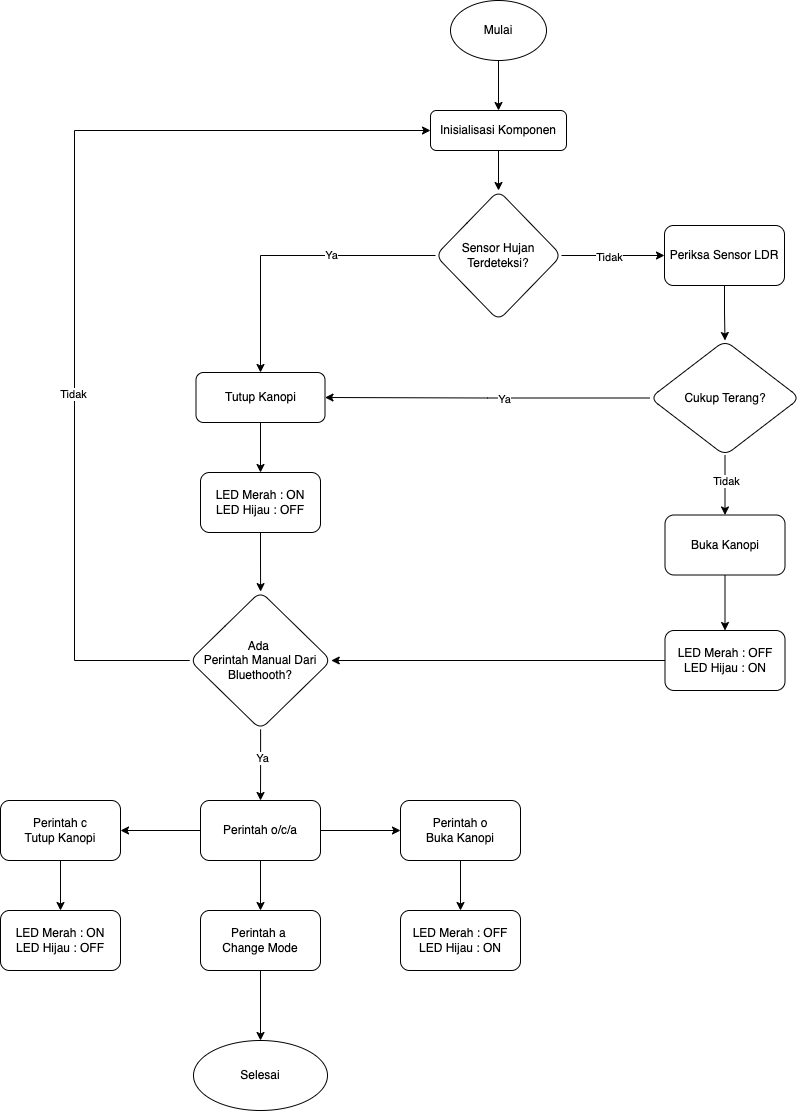 Mulai
Inisialisasi Komponen
Sensor Hujan
Terdeteksi?
Ya
Tidak
Periksa Sensor LDR
Tidak
Tutup Kanopi
Ya
Cukup Terang?
Tidak
LED Merah : ON
LED Hijau : OFF
Buka Kanopi
Ada
Perintah Manual Dari
Bluethooth?
LED Merah : OFF
LED Hijau : ON
Ya
Perintah c
Tutup Kanopi
Perintah o/c/a
Perintah o
Buka Kanopi
LED Merah : ON
LED Hijau : OFF
Perintah a
Change Mode
LED Merah : OFF
LED Hijau : ON
Selesai